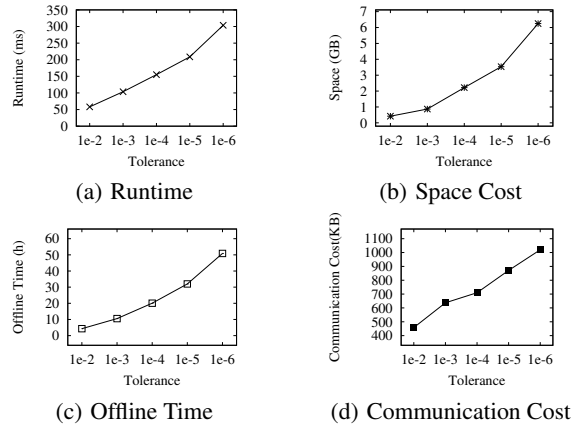 350
300
250
200
150
100
50
0
Runtime (ms)
1e-2 1e-3 1e-4 1e-5 1e-6
Tolerance
(a) Runtime
7
6
5
4
3
2
1
0
Space (GB)
1e-2 1e-3 1e-4 1e-5 1e-6
Tolerance
(b) Space Cost
60
50
40
30
20
10
0
Offline Time (h)
1e-2 1e-3 1e-4 1e-5 1e-6
Tolerance
(c) Offline Time
1100
1000
900
800
700
600
500
400
Communication Cost(KB)
1e-2 1e-3 1e-4 1e-5 1e-6
Tolerance
(d) Communication Cost